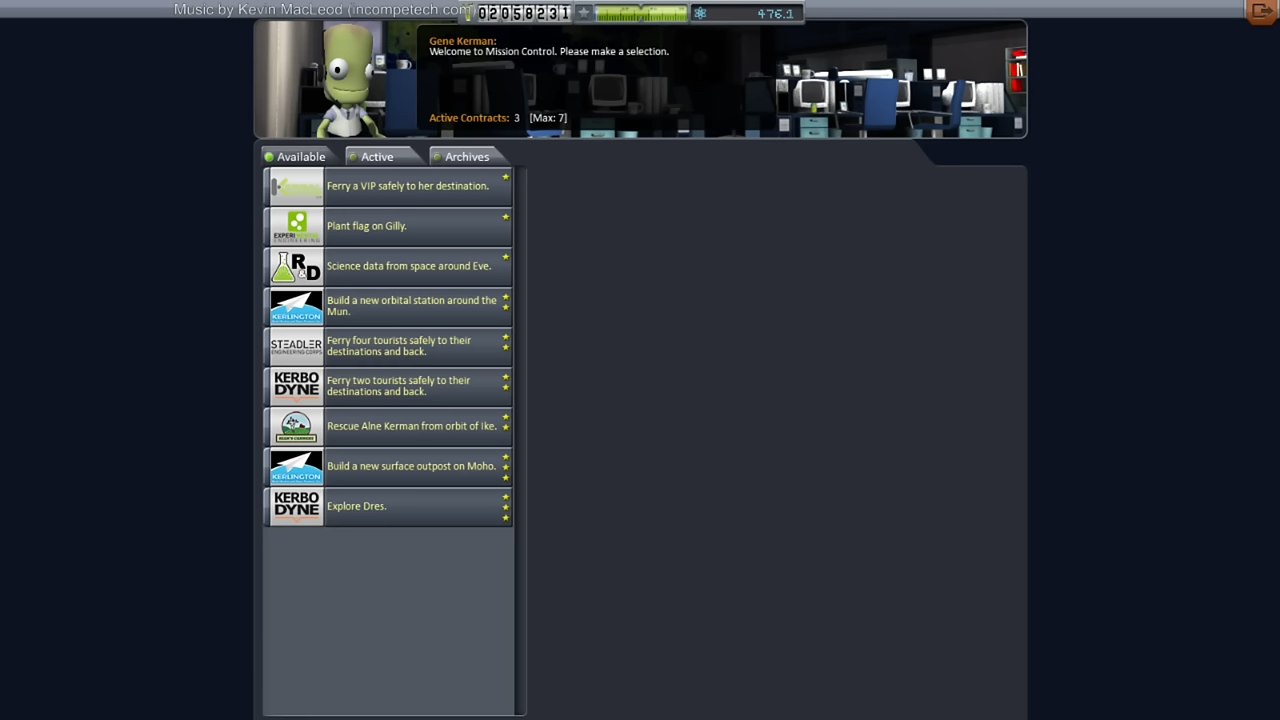 Music by Kevin MacLeod (incompetech.com)
476.1
Gene Kerman:
Welcome to Mission Control. Please make a selection.
Active Contracts: 3 [Max: 7]
Available
Active
Archives
Ferry a VIP safely to her destination.
EXPERIMENTAL
ENGINEERING
Plant flag on Gilly.
R&D
Science data from space around Eve.
KERLINGTON
Build a new orbital station around the
Mun.
STEADLER
ENGINEERING CORPS
Ferry four tourists safely to their
destinations and back.
KERBO
DYNE
Ferry two tourists safely to their
destinations and back.
Rescue Alne Kerman from orbit of Ike.
KERLINGTON
Build a new surface outpost on Moho.
KERBO
DYNE
Explore Dres.